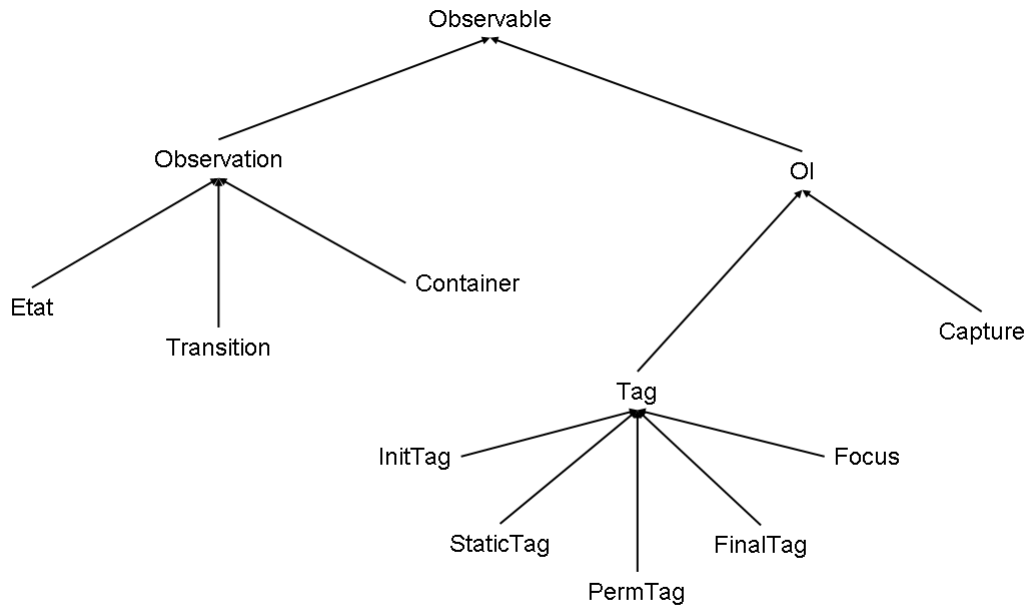 Observable
Observation
OI
Etat
Transition
Container
Capture
Tag
InitTag
Focus
StaticTag
FinalTag
PermTag